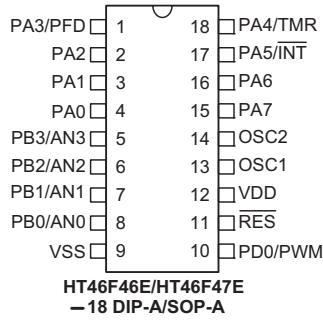 PA3/PFD 1 18 PA4/TMR
PA2 2 17 PA5/INT
PA1 3 16 PA6
PA0 4 15 PA7
PB3/AN3 5 14 OSC2
PB2/AN2 6 13 OSC1
PB1/AN1 7 12 VDD
PB0/AN0 8 11 RES
VSS 9 10 PD0/PWM
HT46F46E/HT46F47E
–18 DIP-A/SOP-A